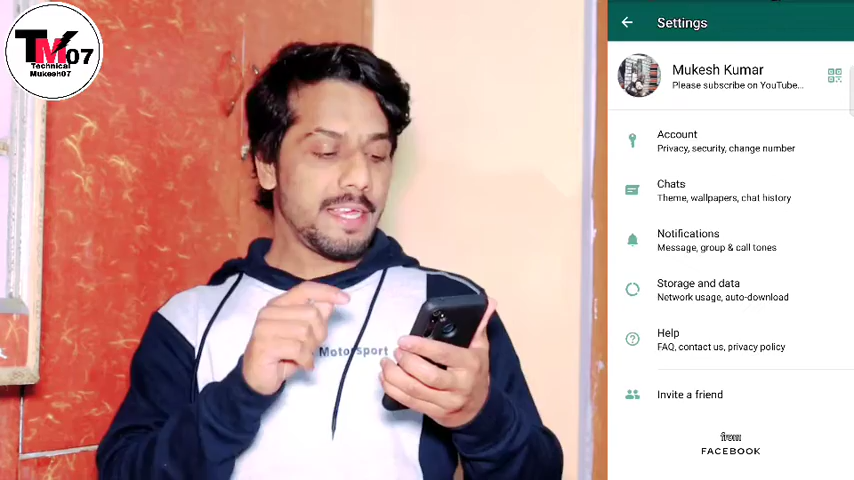 TM07
Technical
Mukesh07
Motorsport
Settings
Mukesh Kumar
Please subscribe on YouTube...
Account
Privacy, security, change number
Chats
Theme, wallpapers, chat history
Notifications
Message, group & call tones
Storage and data
Network usage, auto-download
Help
FAQ, contact us, privacy policy
Invite a friend
from
FACEBOOK